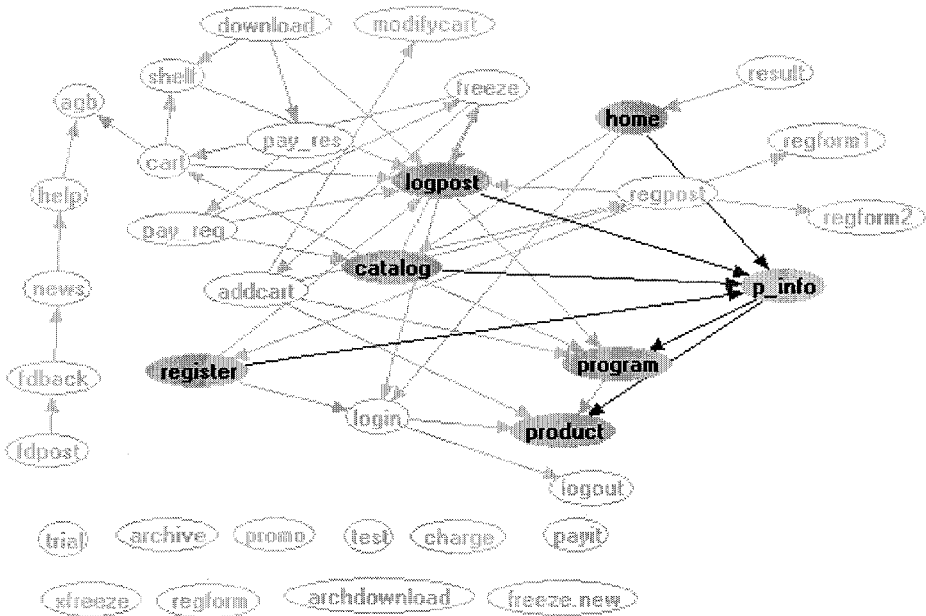 download
modifycart
shell
freeze
result
agb
home
pay_res
regform1
cart
logpost
help
regpost
regform2
pay_req
catalog
addcart
p_info
news
register
program
fdback
login
product
fdpost
logout
trial
archive
promo
test
charge
payit
xfreeze
regform
archdownload
freeze.new